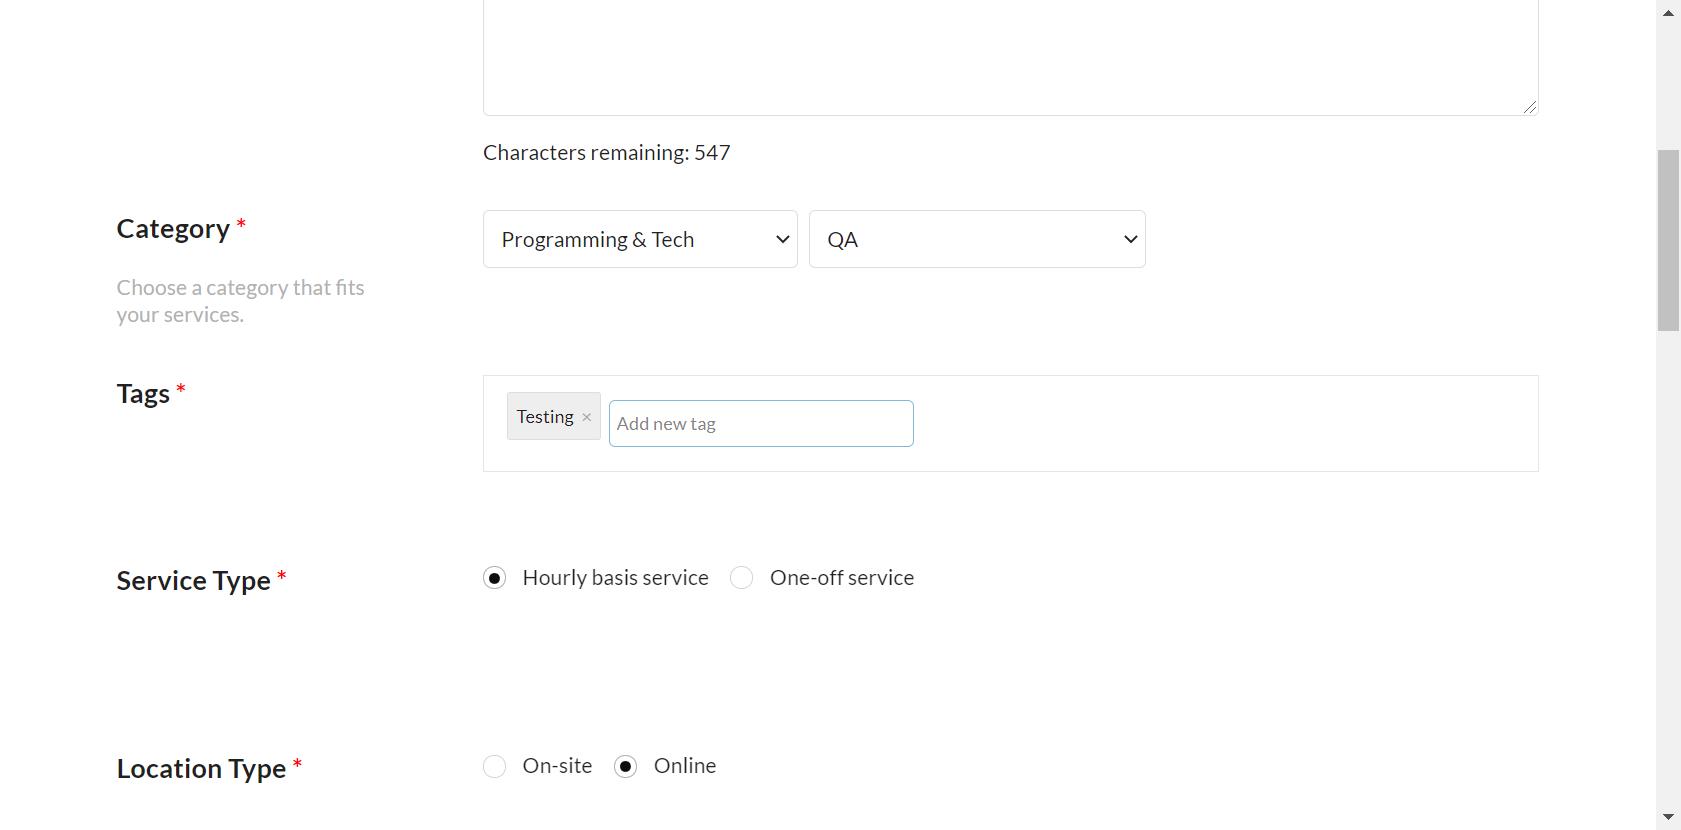 Characters remaining: 547
Category *
Programming & Tech
QA
Choose a category that fits
your services.
Tags *
Testing ×
Add new tag
Service Type *
Hourly basis service
One-off service
Location Type *
On-site
Online